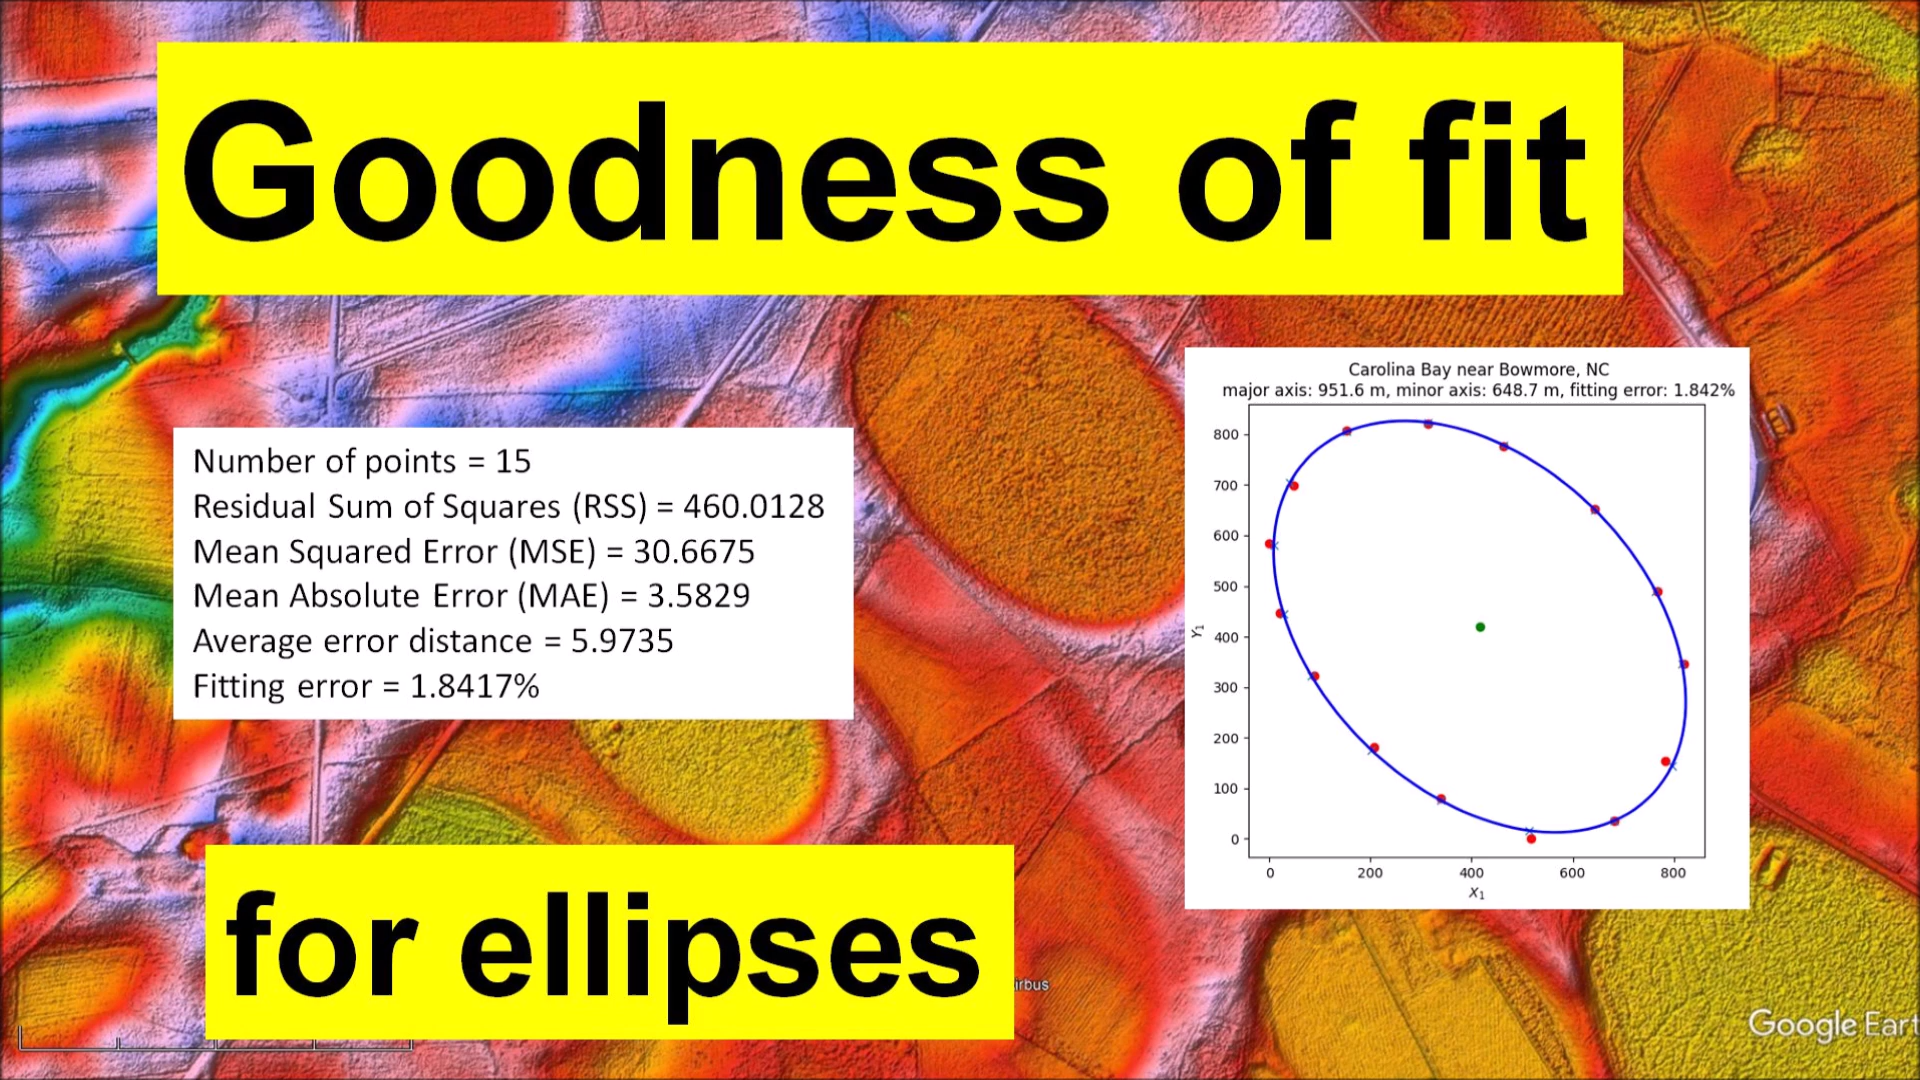 Goodness of fit
Number of points = 15
Residual Sum of Squares (RSS) = 460.0128
Mean Squared Error (MSE) = 30.6675
Mean Absolute Error (MAE) = 3.5829
Average error distance = 5.9735
Fitting error = 1.8417%
Carolina Bay near Bowmore, NC
major axis: 951.6 m, minor axis: 648.7 m, fitting error: 1.842%
800
700
600
500
400
300
200
100
0
Y₁
0 200 400 600 800
X₁
for ellipses
irbus
Google Eart